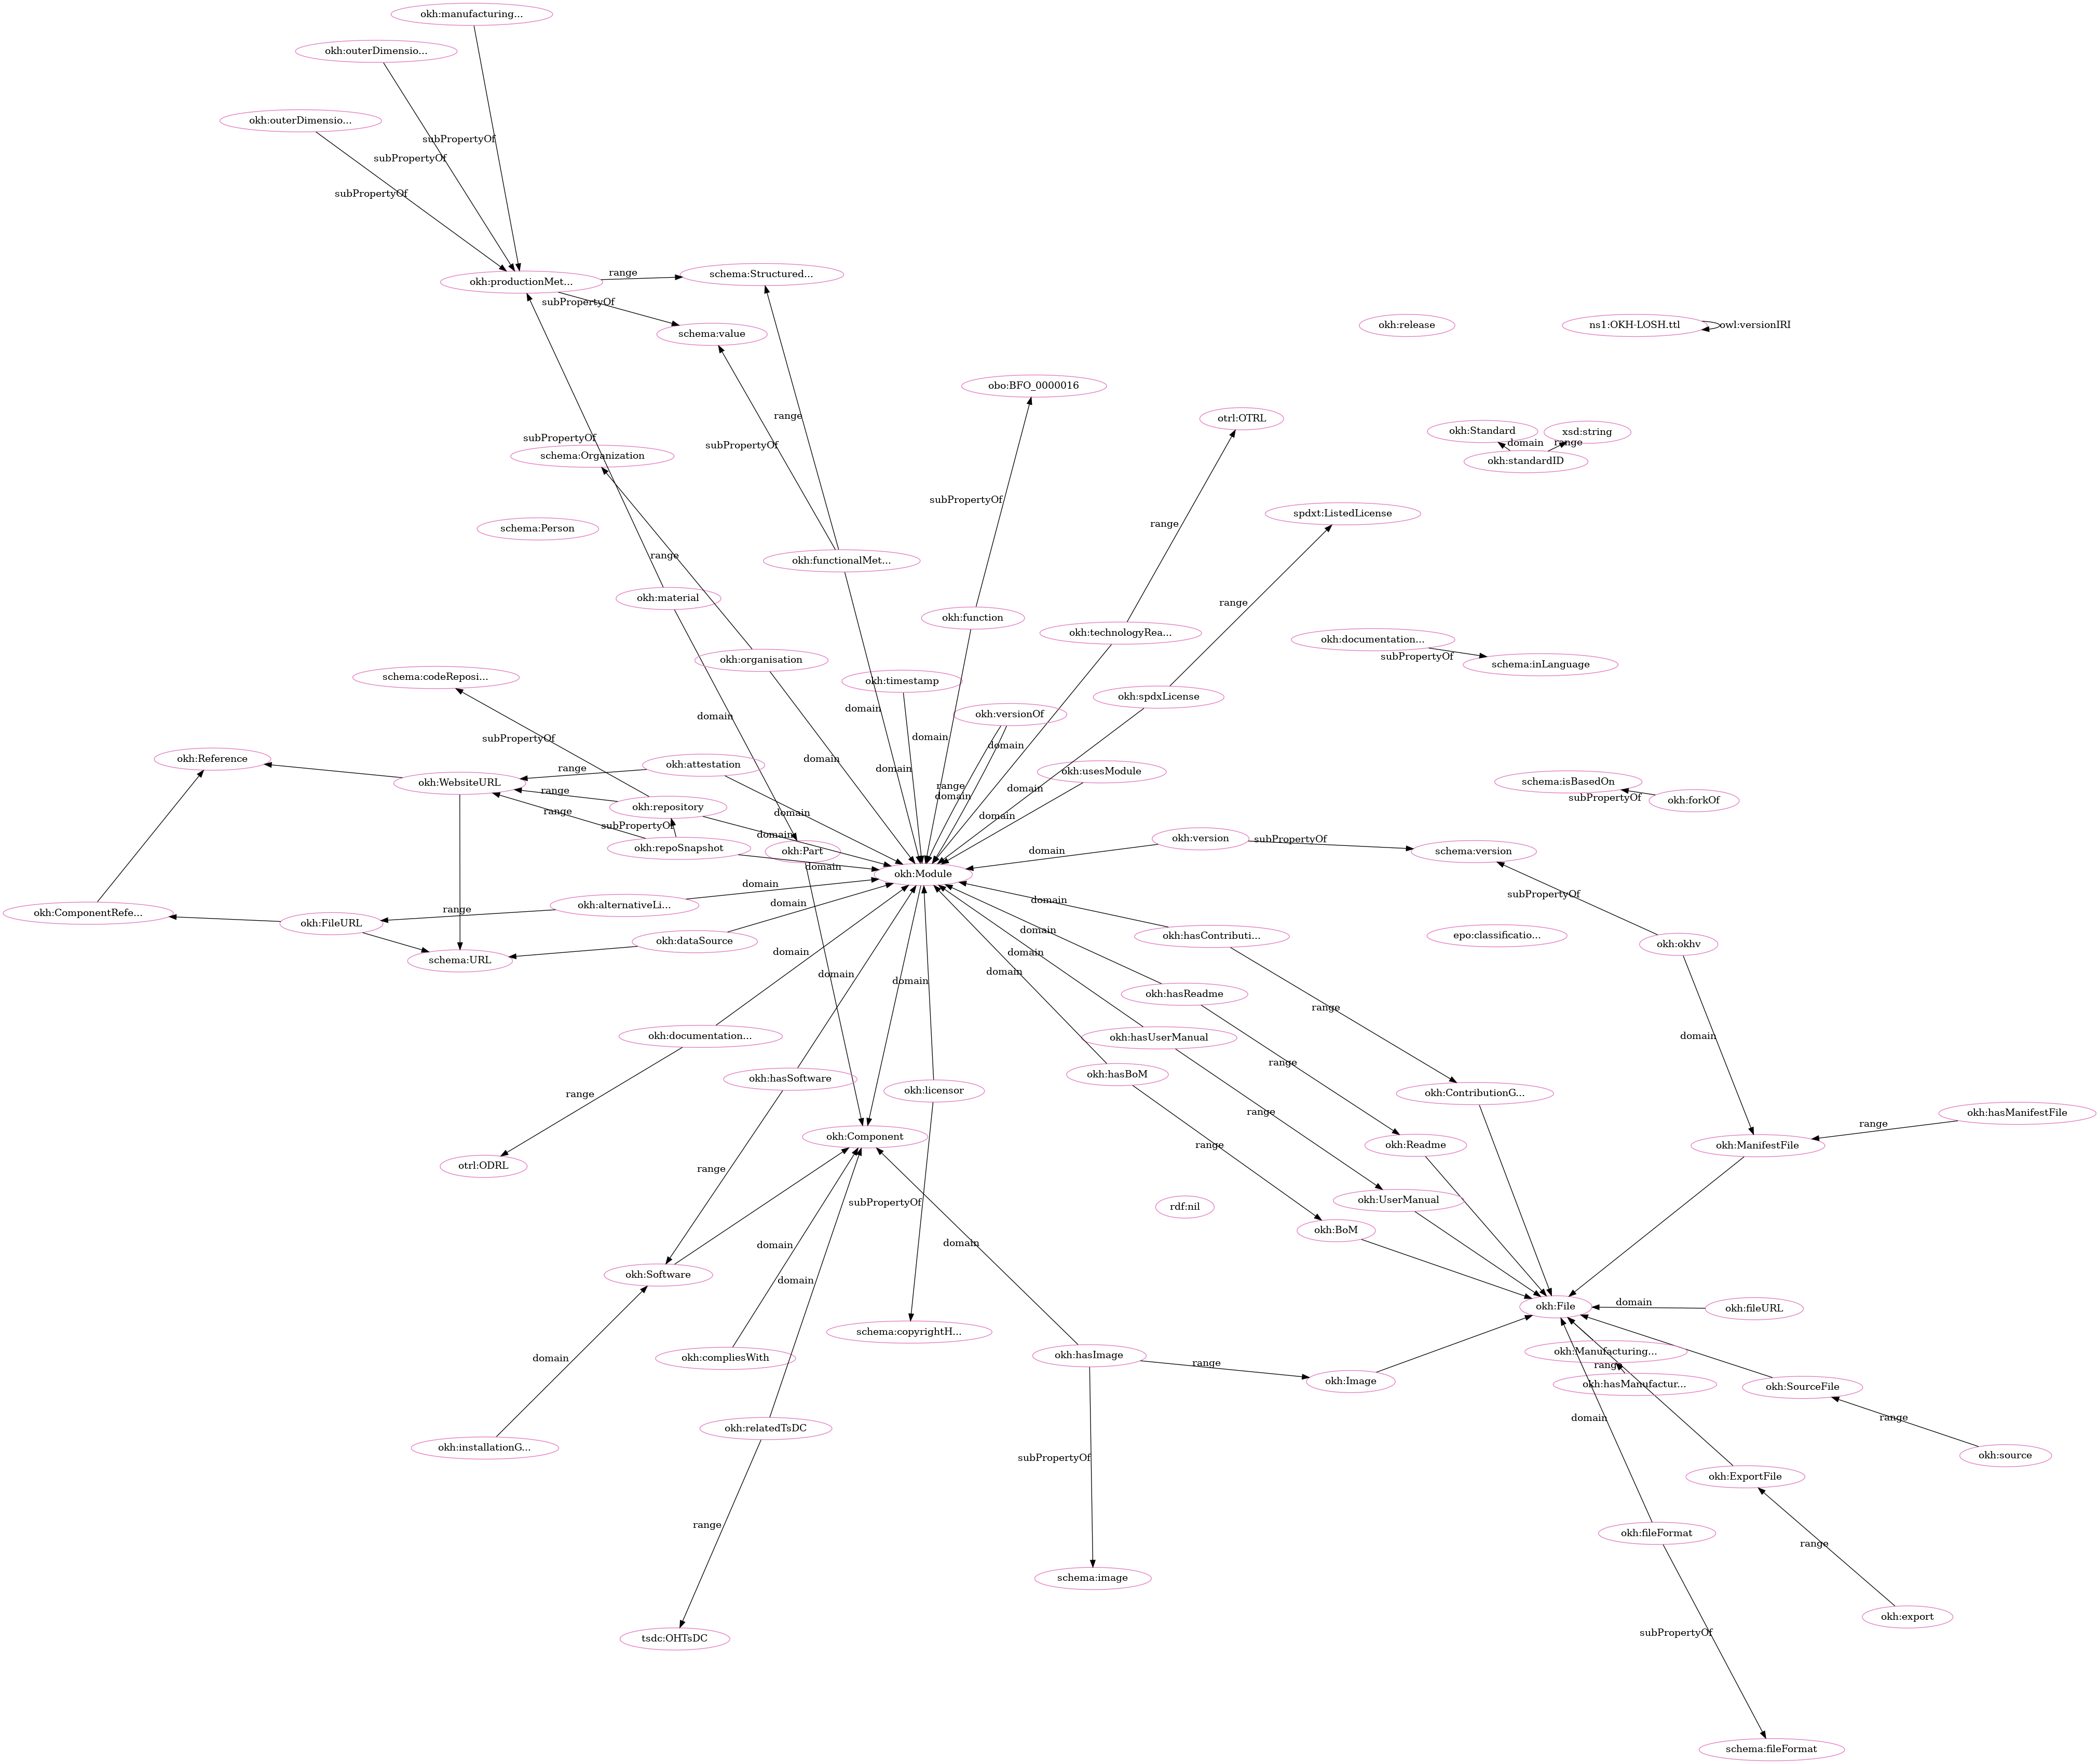 okh:manufacturing...
okh:outerDimensio...
okh:outerDimensio...
subPropertyOf
subPropertyOf
subPropertyOf
okh:productionMet...
range
schema:Structured...
subPropertyOf
schema:value
okh:release
ns1:OKH-LOSH.ttl
owl:versionIRI
obo:BFO_0000016
range
otrl:OTRL
okh:Standard
xsd:string
domain
range
okh:standardID
subPropertyOf
subPropertyOf
schema:Organization
subPropertyOf
spdxt:ListedLicense
schema:Person
range
range
okh:functionalMet...
okh:material
range
okh:function
okh:technologyRea...
okh:documentation...
subPropertyOf
schema:inLanguage
okh:organisation
schema:codeReposi...
okh:timestamp
okh:spdxLicense
domain
okh:versionOf
domain
subPropertyOf
domain
domain
okh:Reference
domain
okh:attestation
range
domain
okh:usesModule
okh:WebsiteURL
range
range
domain
domain
schema:isBasedOn
subPropertyOf
okh:forkOf
okh:repository
range
domain
domain
subPropertyOf
domain
okh:version
subPropertyOf
okh:repoSnapshot
okh:Part
domain
schema:version
domain
okh:Module
domain
subPropertyOf
okh:alternativeLi...
domain
domain
okh:ComponentRefe...
range
okh:FileURL
domain
okh:hasContributi...
epo:classificatio...
okh:dataSource
okh:okhv
schema:URL
domain
domain
domain
domain
domain
okh:hasReadme
range
okh:documentation...
okh:hasUserManual
domain
range
okh:hasSoftware
okh:licensor
okh:hasBoM
okh:ContributionG...
range
range
okh:hasManifestFile
range
okh:Component
range
okh:Readme
okh:ManifestFile
otrl:ODRL
range
subPropertyOf
rdf:nil
okh:UserManual
okh:BoM
domain
domain
okh:Software
domain
okh:File
domain
okh:fileURL
schema:copyrightH...
domain
okh:compliesWith
okh:hasImage
range
okh:Manufacturing...
range
okh:Image
okh:hasManufactur...
okh:SourceFile
domain
range
okh:relatedTsDC
okh:installationG...
subPropertyOf
okh:source
okh:ExportFile
range
okh:fileFormat
range
schema:image
okh:export
subPropertyOf
tsdc:OHTsDC
schema:fileFormat